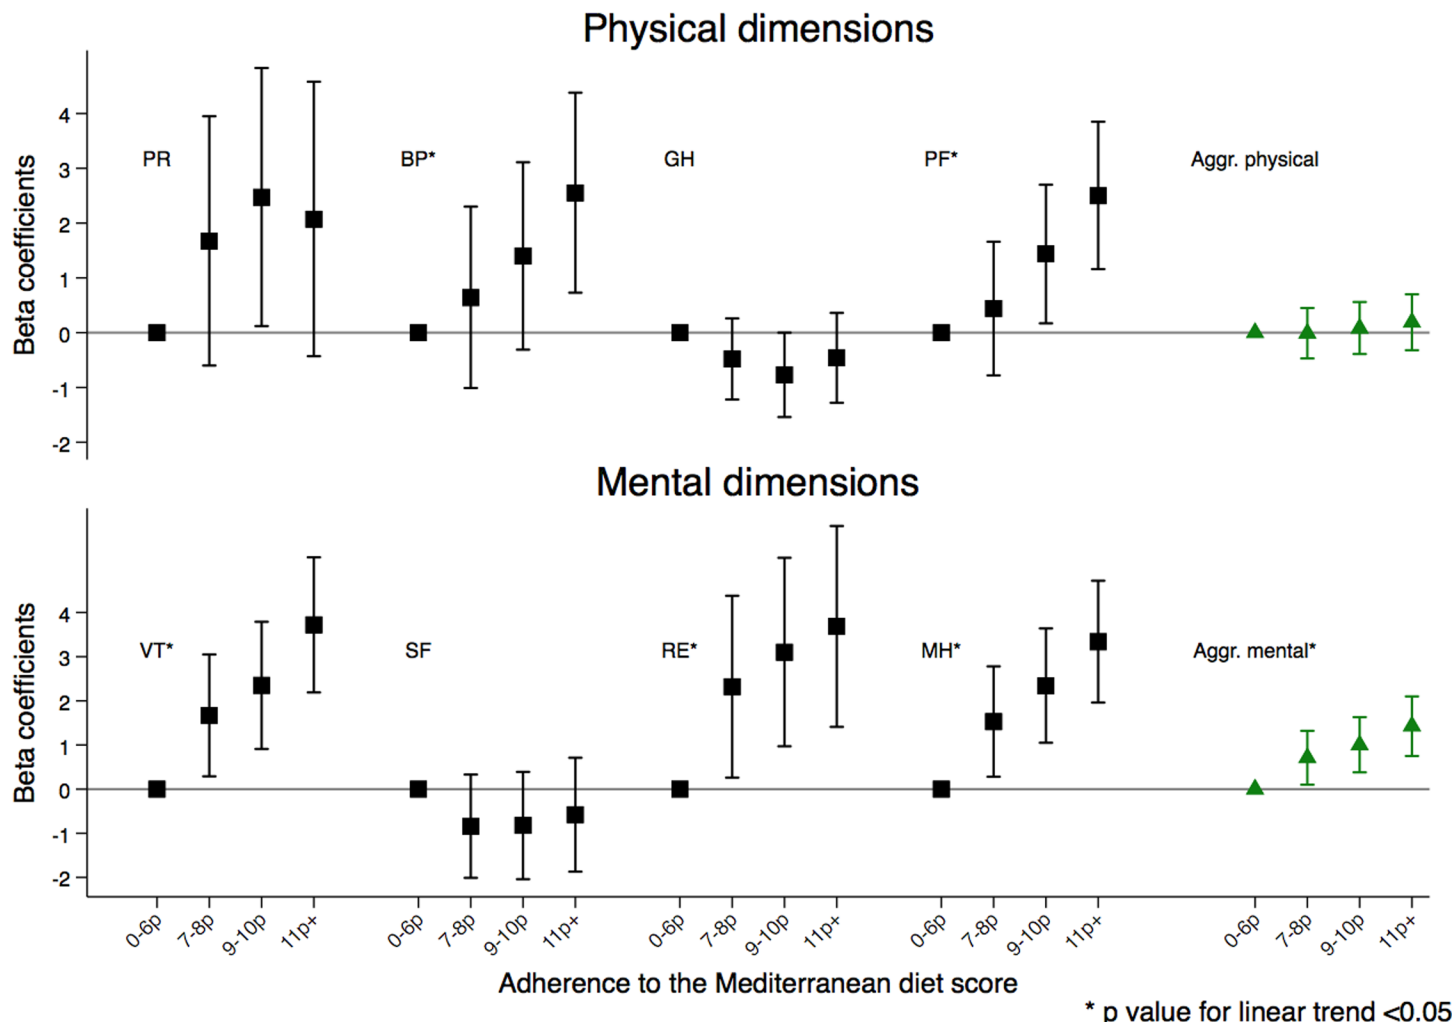 Physical dimensions
Beta coefficients
4
3
2
1
0
-1
-2
PR
BP*
GH
PF*
Aggr. physical
Mental dimensions
Beta coefficients
4
3
2
1
0
-1
-2
VT*
SF
RE*
MH*
Aggr. mental*
0-6p 7-8p 9-10p 11p+ 0-6p 7-8p 9-10p 11p+ 0-6p 7-8p 9-10p 11p+ 0-6p 7-8p 9-10p 11p+ 0-6p 7-8p 9-10p 11p+
Adherence to the Mediterranean diet score
* p value for linear trend <0.05